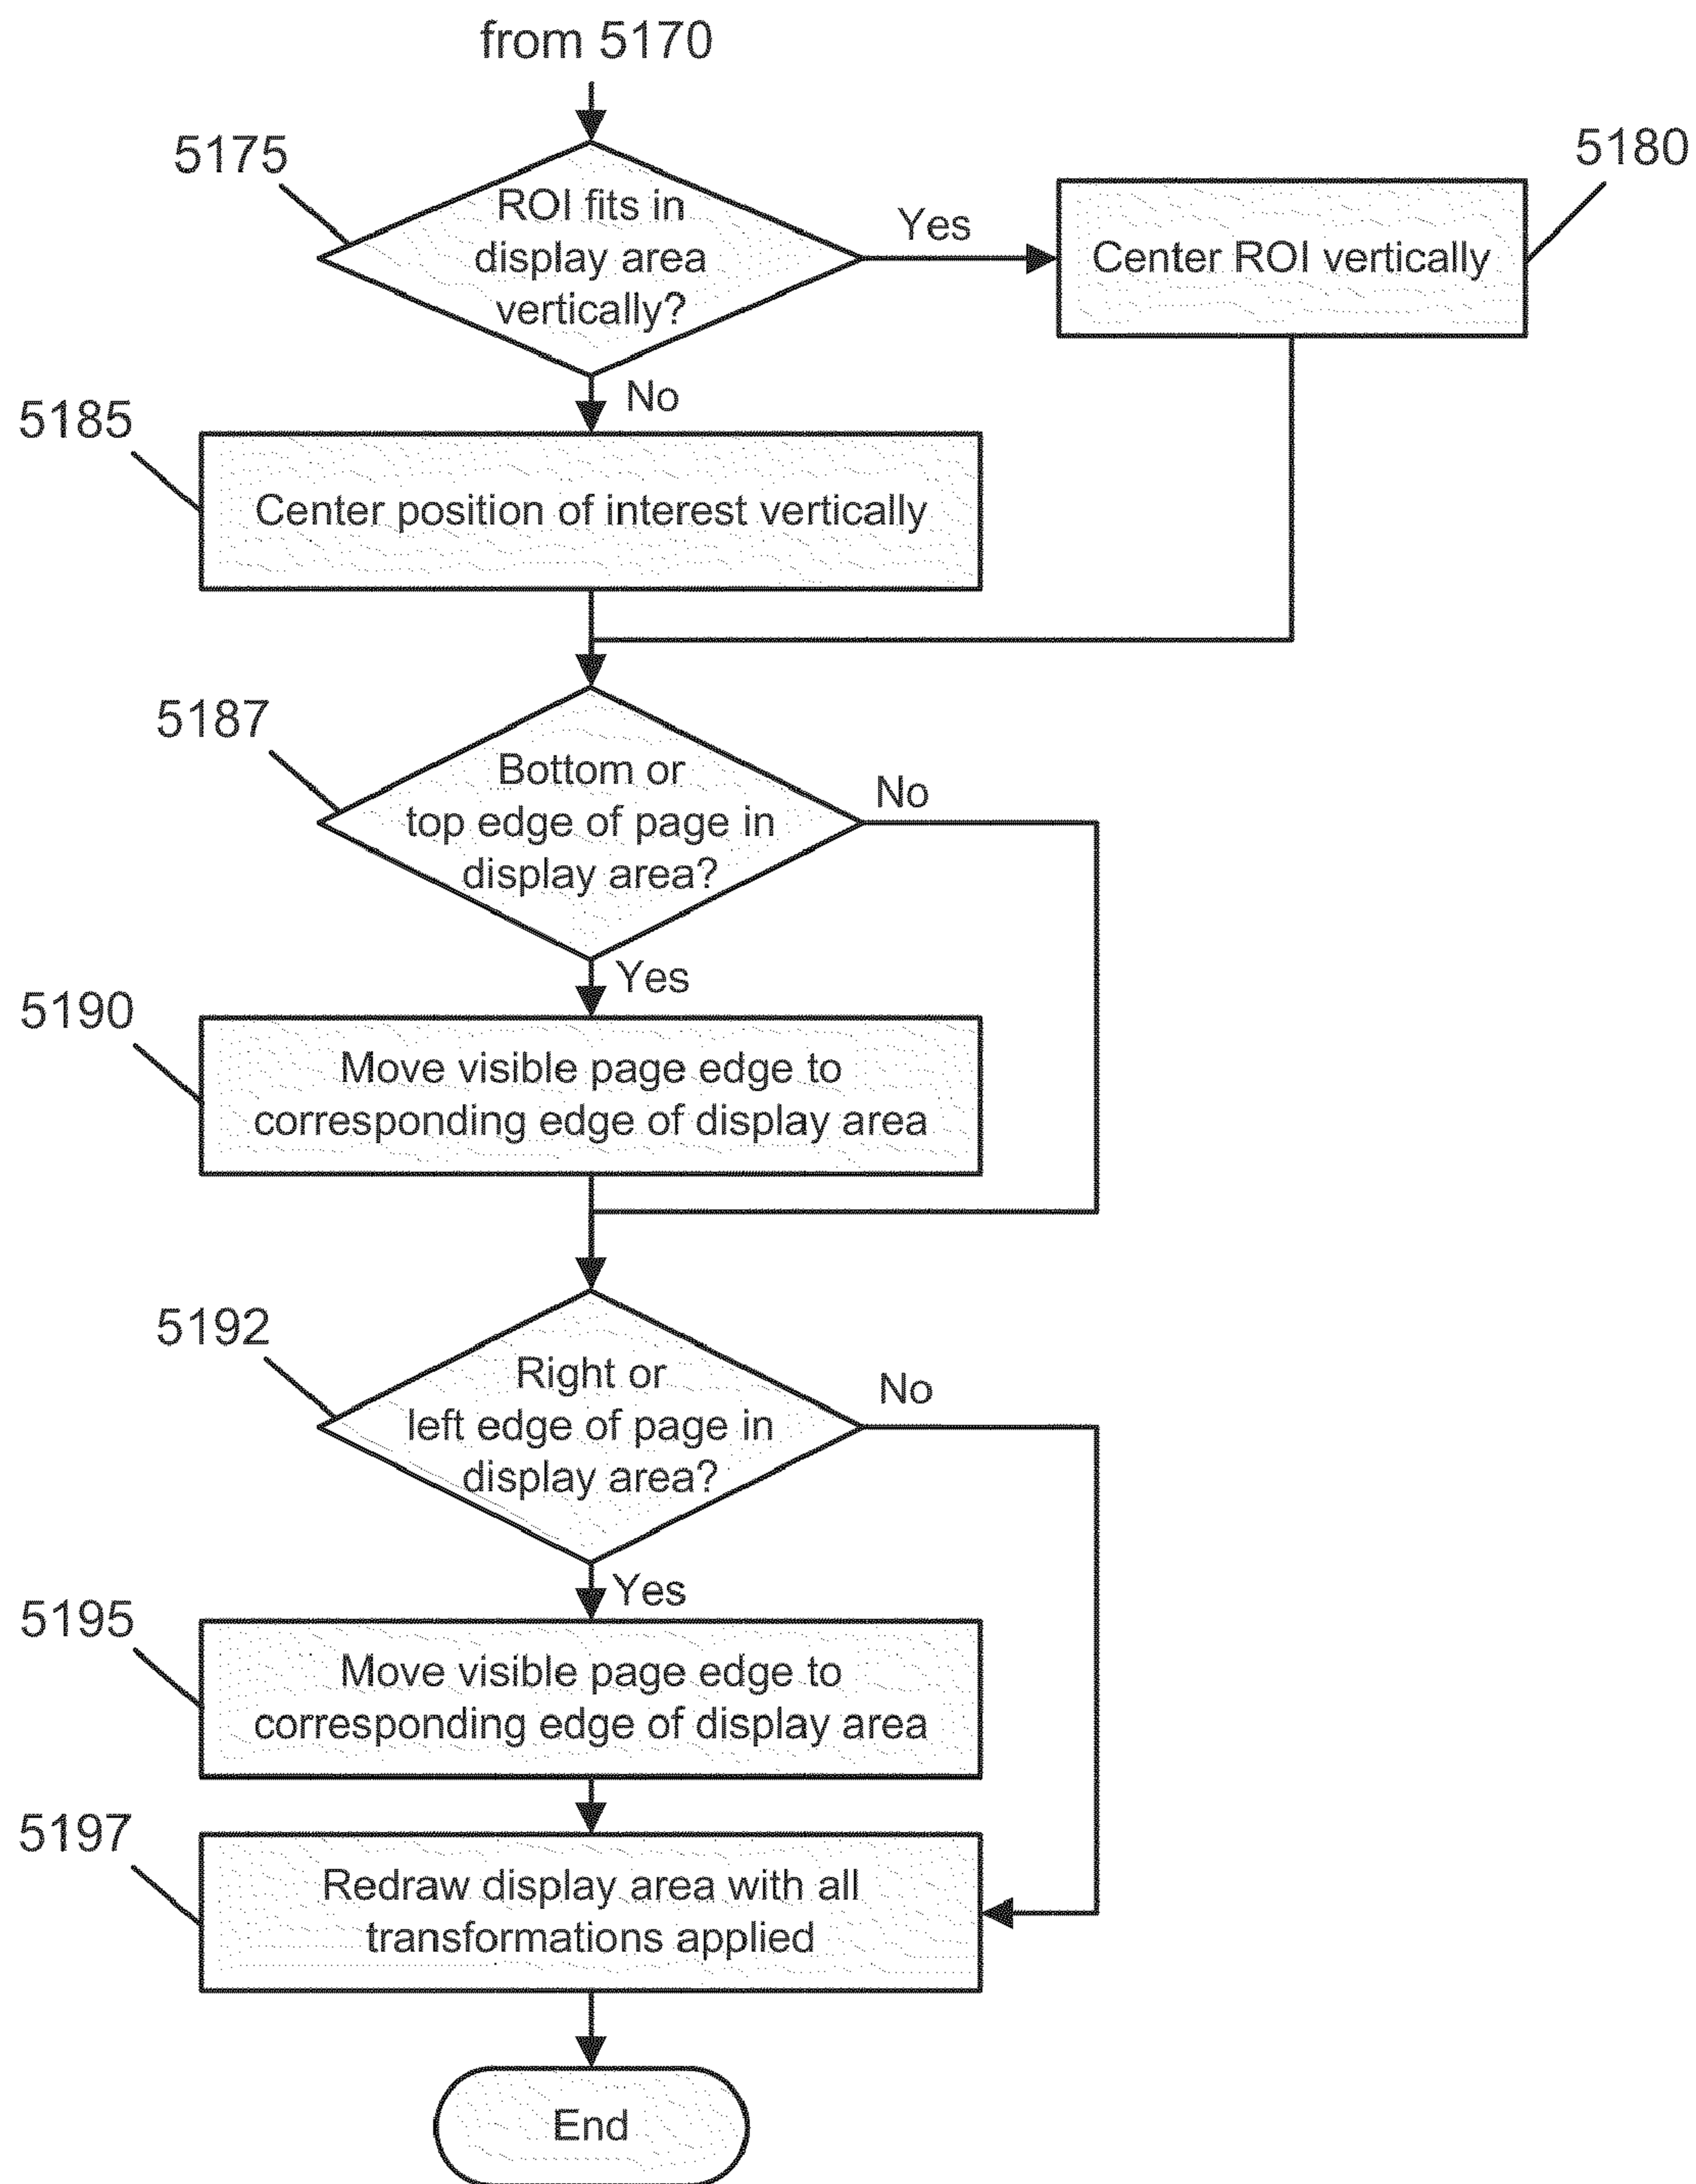 from 5170
5175
ROI fits in
display area
vertically?
Yes
5180
Center ROI vertically
No
5185
Center position of interest vertically
5187
Bottom or
top edge of page in
display area?
No
Yes
5190
Move visible page edge to
corresponding edge of display area
5192
Right or
left edge of page in
display area?
No
Yes
5195
Move visible page edge to
corresponding edge of display area
5197
Redraw display area with all
transformations applied
End